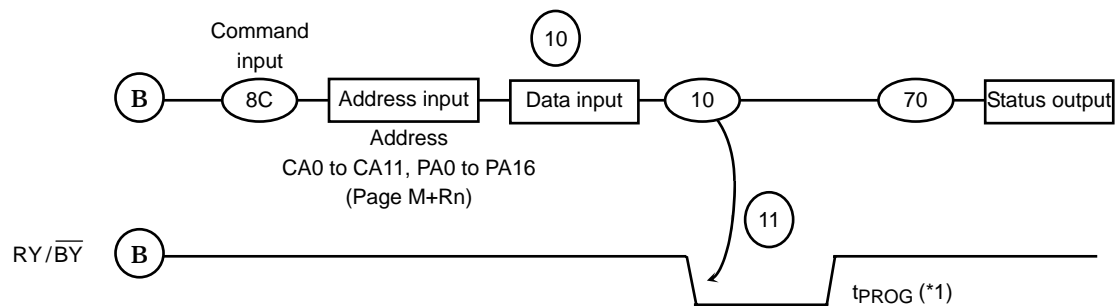 Command
input
10
B
8C
Address input
Data input
10
70
Status output
Address
CA0 to CA11, PA0 to PA16
(Page M+Rn)
11
RY/BY
B
tPROG (*1)